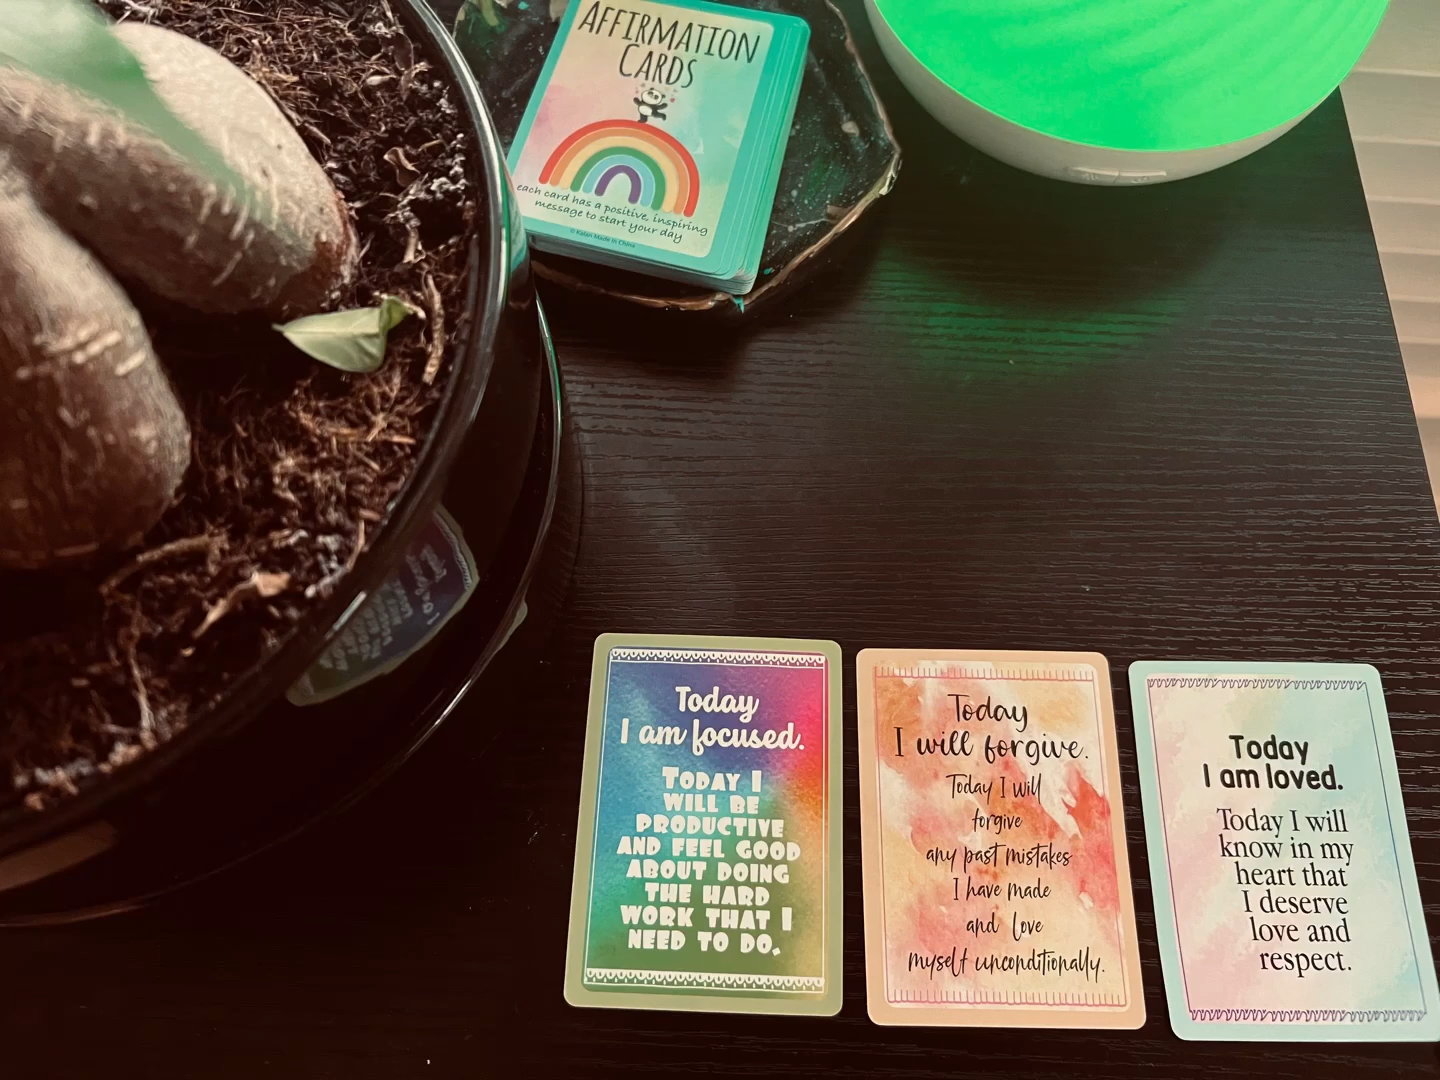 AFFIRMATION
CARDS
each card has a positive, inspiring
message to start your day
Made in China
Today
I am focused.
TODAY I
WILL BE
PRODUCTIVE
AND FEEL GOOD
ABOUT DOING
THE HARD
WORK THAT I
NEED TO DO.
Today
I will forgive.
Today I will
forgive
any past mistakes
I have made
and Love
myself unconditionally.
Today
I am loved.
Today I will
know in my
heart that
I deserve
love and
respect.